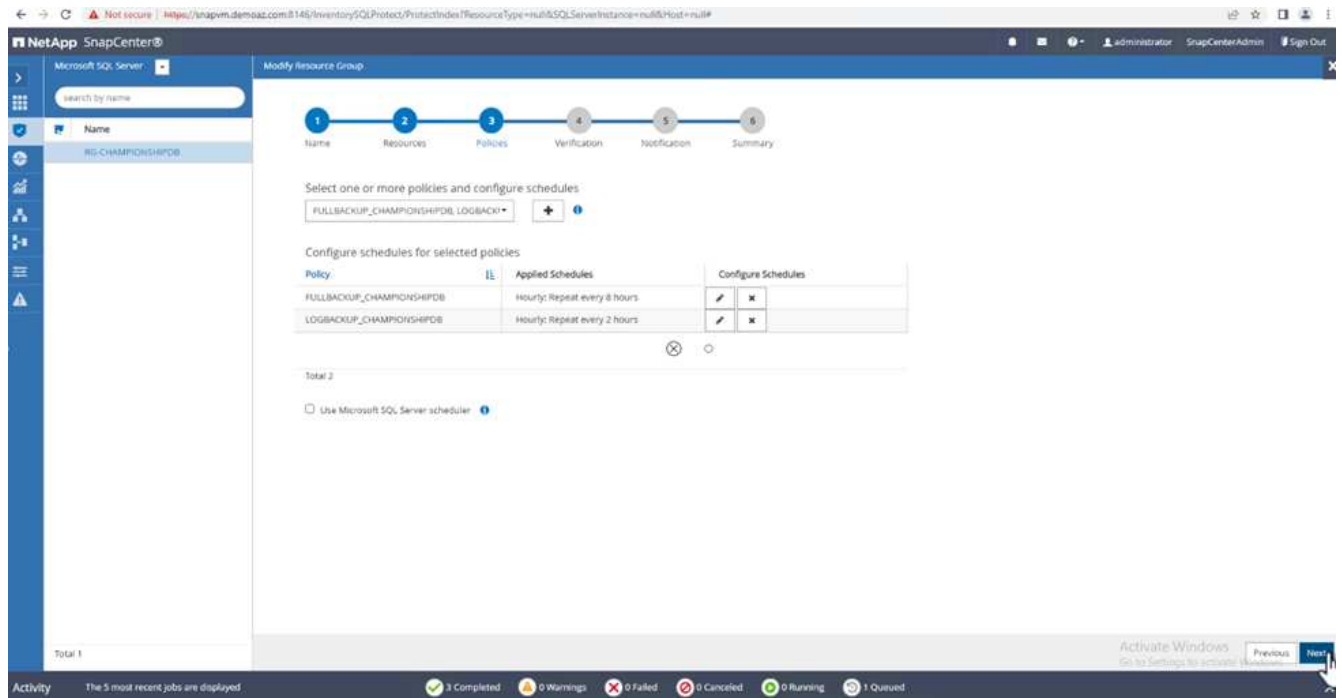 Not secure https://snapvm.demoaz.com:8146/InventorySQLProtect/ProtectIndex?ResourceType=null&SQLServerInstance=null&Host=null#
NetApp SnapCenter®
administrator SnapCenterAdmin Sign Out
Microsoft SQL Server
Modify Resource Group
search by name
Name
RG-CHAMPIONSHIPDB
1 2 3 4 5 6
Name Resources Policies Verification Notification Summary
Select one or more policies and configure schedules
FULLBACKUP_CHAMPIONSHIPDB, LOGBACK
Configure schedules for selected policies
Policy Applied Schedules Configure Schedules
FULLBACKUP_CHAMPIONSHIPDB Hourly: Repeat every 8 hours
LOGBACKUP_CHAMPIONSHIPDB Hourly: Repeat every 2 hours
Total 2
Use Microsoft SQL Server scheduler
Total 1
Activate Windows
Go to Settings to activate Windows.
Previous Next
Activity The 5 most recent jobs are displayed 3 Completed 0 Warnings 0 Failed 0 Canceled 0 Running 1 Queued